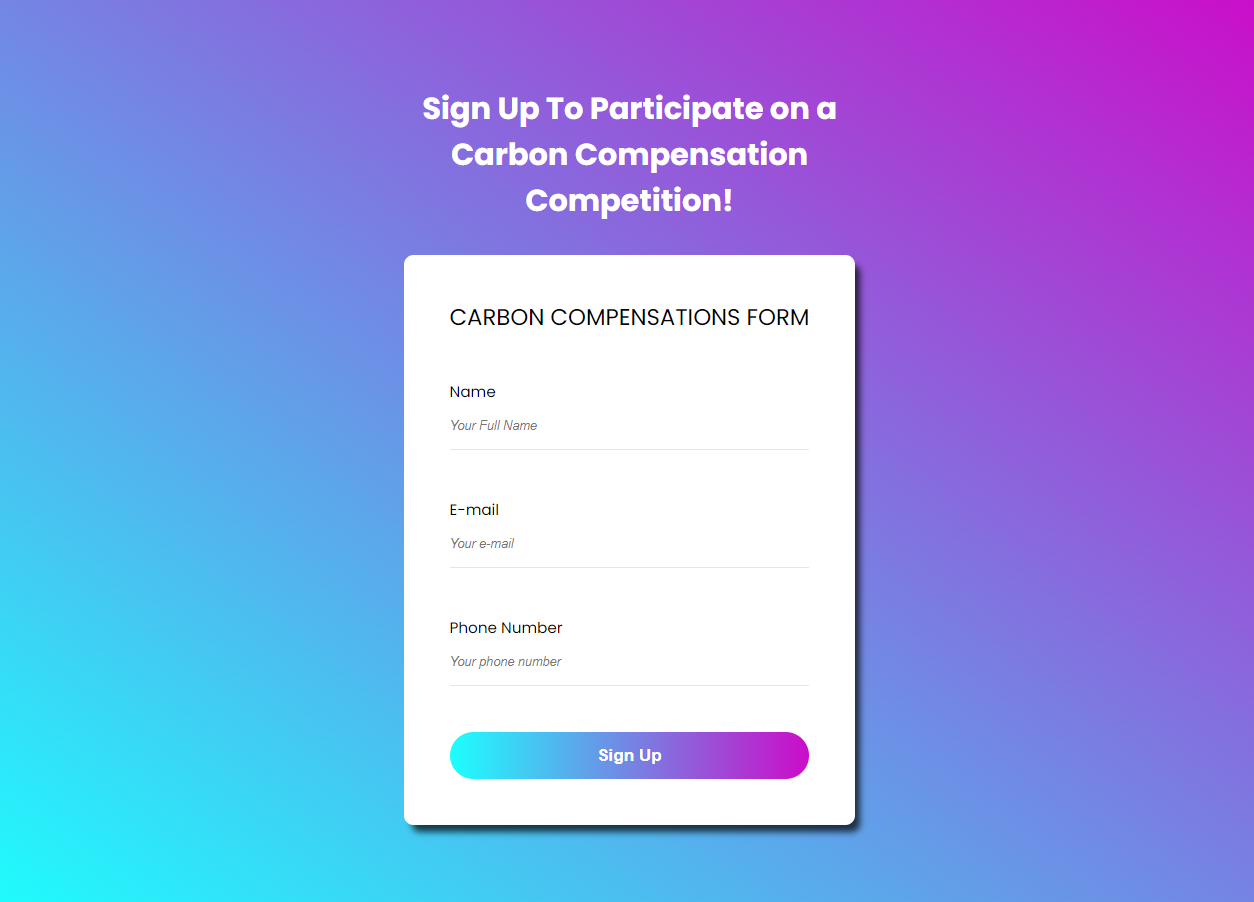 Sign Up To Participate on a
Carbon Compensation
Competition!
CARBON COMPENSATIONS FORM
Name
Your Full Name
E-mail
Your e-mail
Phone Number
Your phone number
Sign Up